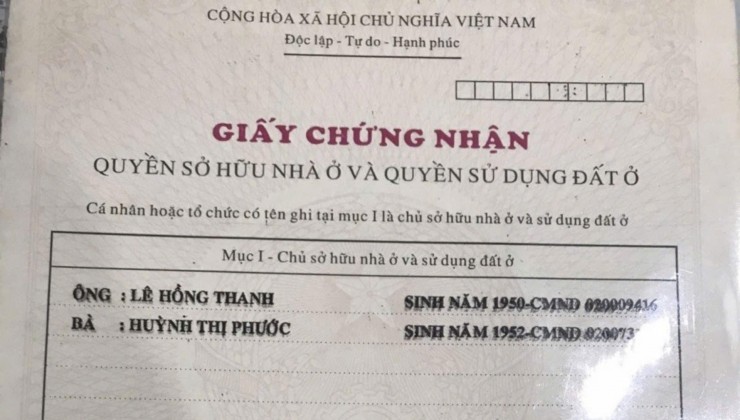 CỘNG HÒA XÃ HỘI CHỦ NGHĨA VIỆT NAM
Độc lập - Tự do - Hạnh phúc
GIẤY CHỨNG NHẬN
QUYỀN SỞ HỮU NHÀ Ở VÀ QUYỀN SỬ DỤNG ĐẤT Ở
Cá nhân hoặc tổ chức có tên ghi tại mục I là chủ sở hữu nhà ở và sử dụng đất ở
Mục I - Chủ sở hữu nhà ở và sử dụng đất ở
ÔNG : LÊ HỒNG THANH SINH NĂM 1950-CMND 020009416
BÀ : HUỲNH THỊ PHƯỚC SINH NĂM 1952-CMND